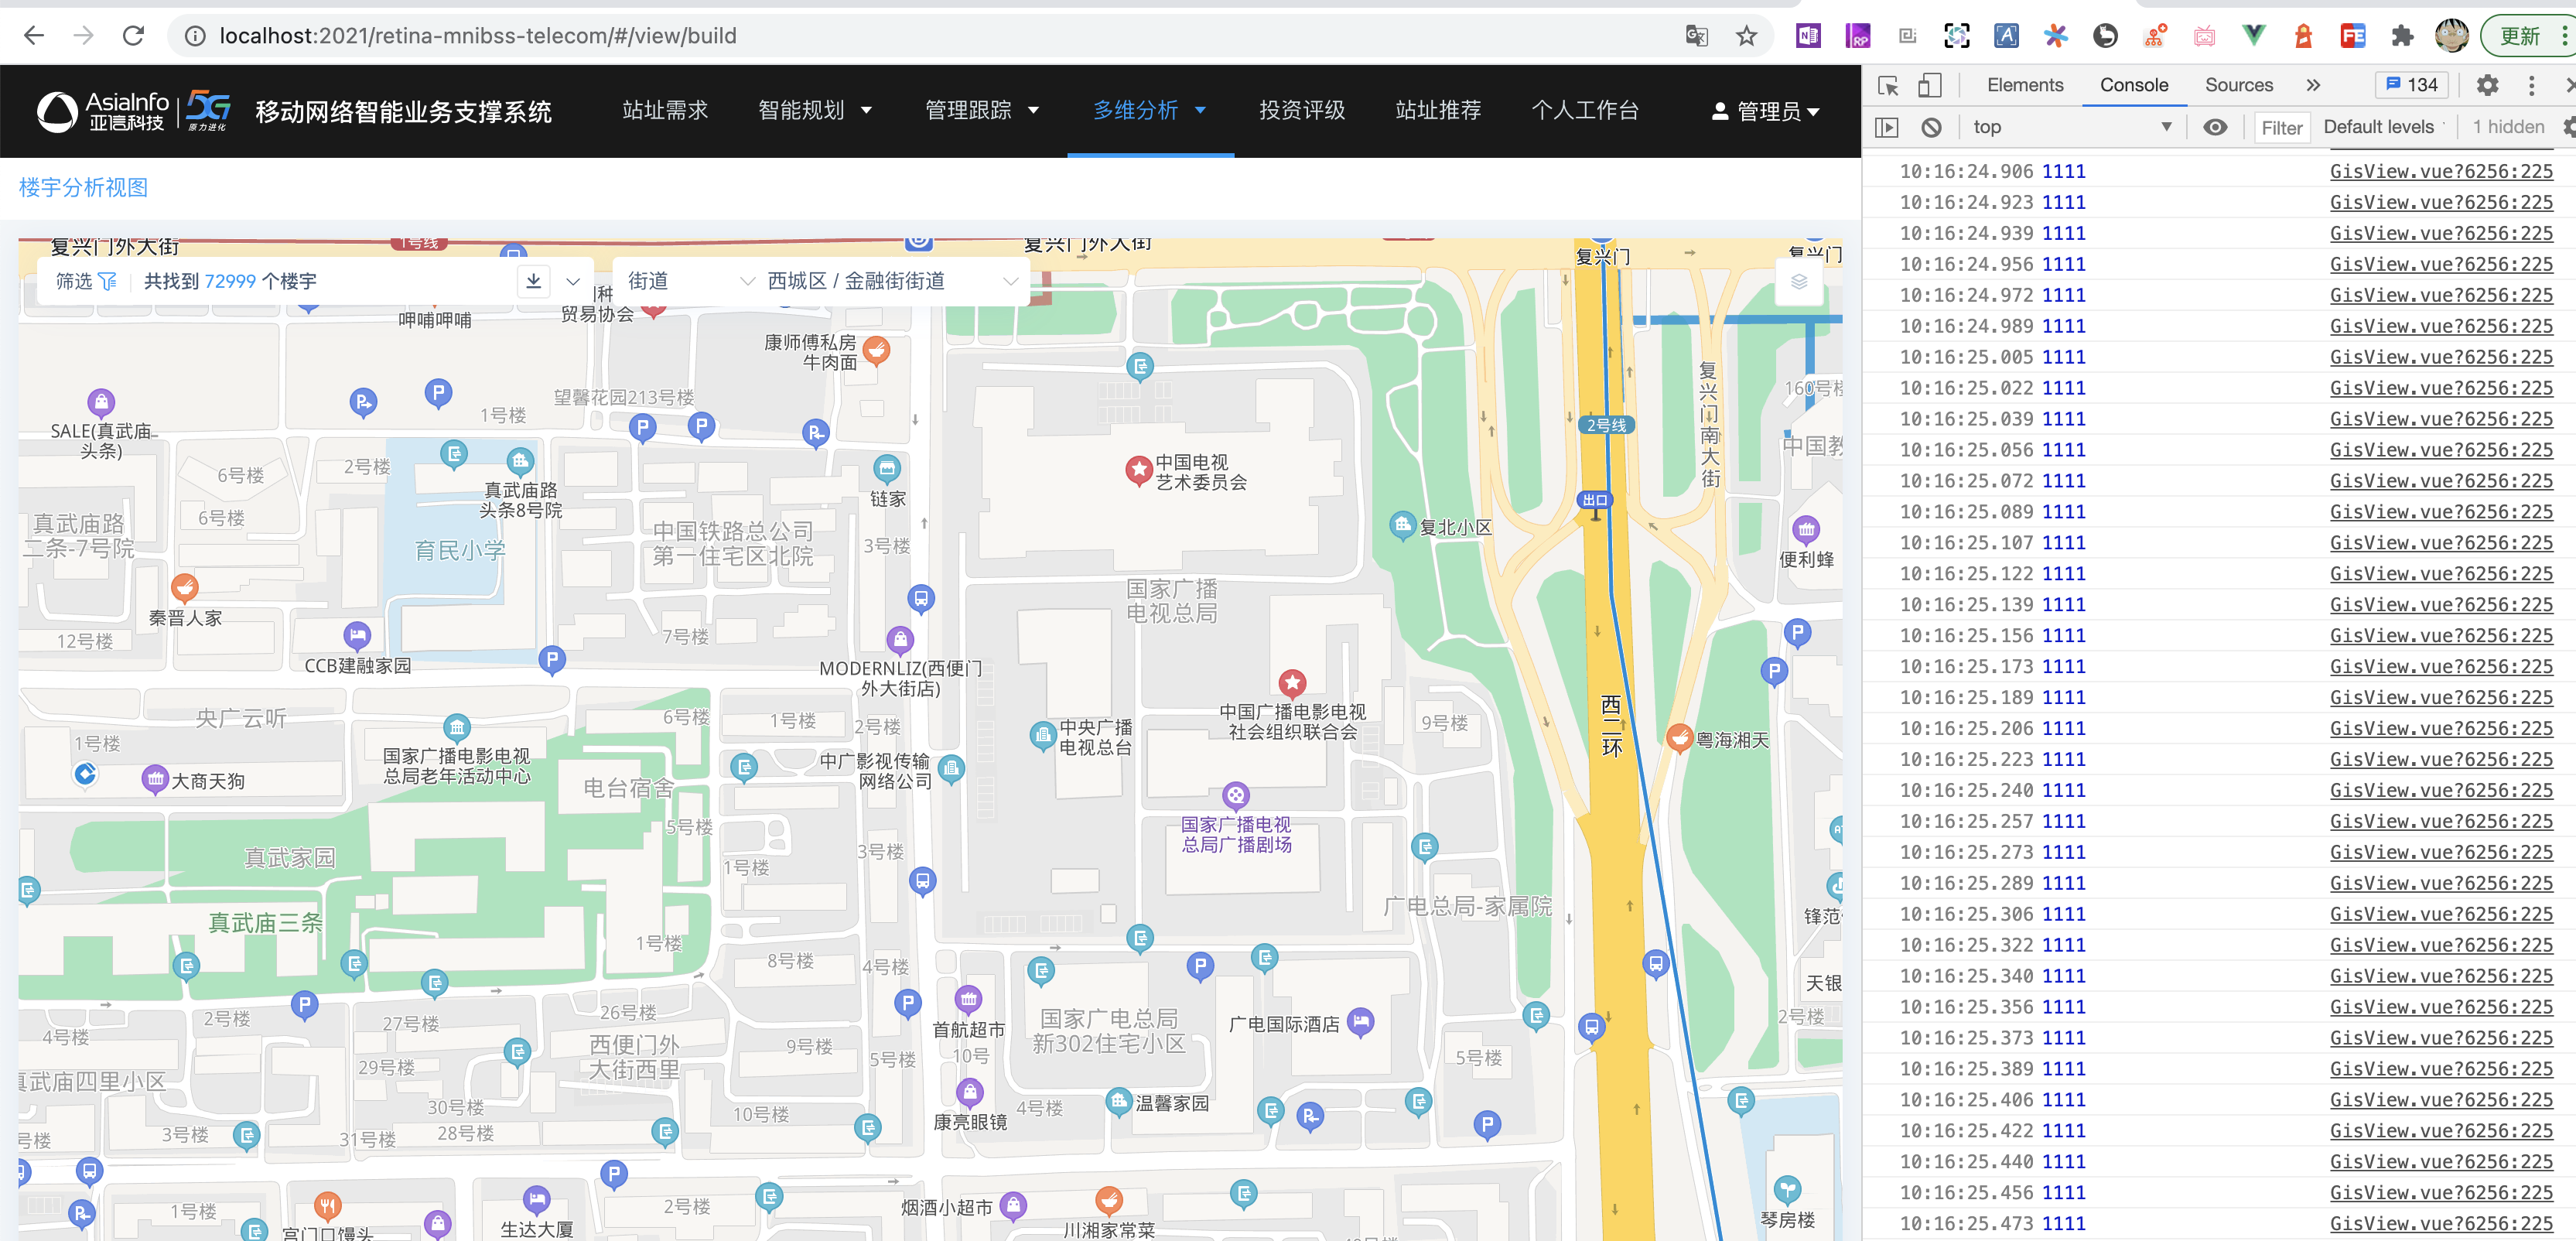 localhost:2021/retina-mnibss-telecom/#/view/build
更新
AsiaInfo
亚信科技
5G
原力进化
移动网络智能业务支撑系统
站址需求
智能规划
管理跟踪
多维分析
投资评级
站址推荐
个人工作台
管理员
楼宇分析视图
筛选
共找到 72999 个楼宇
街道
西城区 / 金融街街道
复兴门外大街
1号线
复兴门外大街
复兴门
复兴门
呷哺呷哺
贸易协会
康师傅私房
牛肉面
望馨花园213号楼
1号楼
SALE(真武庙
头条)
6号楼
2号楼
6号楼
真武庙路
头条8号院
真武庙路
二条-7号院
育民小学
中国铁路总公司
第一住宅区北院
链家
3号楼
中国电视
艺术委员会
复北小区
2号线
出口
复兴门南大街
160号楼
中国教
便利蜂
秦晋人家
12号楼
CCB建融家园
7号楼
MODERNLIZ(西便门
外大街店)
国家广播
电视总局
央广云听
1号楼
大商天狗
国家广播电影电视
总局老年活动中心
6号楼
1号楼
2号楼
电台宿舍
中广影视传输
网络公司
中央广播
电视总台
中国广播电影电视
社会组织联合会
9号楼
西二环
粤海湘天
国家广播电视
总局广播剧场
5号楼
1号楼
3号楼
真武家园
真武庙三条
1号楼
8号楼
4号楼
广电总局-家属院
锋范
天银
2号楼
4号楼
2号楼
27号楼
26号楼
西便门外
大街西里
9号楼
5号楼
首航超市
10号
国家广电总局
新302住宅小区
广电国际酒店
5号楼
29号楼
真武庙四里小区
30号楼
10号楼
康亮眼镜
4号楼
温馨家园
号楼
3号楼
31号楼
28号楼
1号楼
宫门口馒头
生达大厦
2号楼
烟酒小超市
川湘家常菜
琴房楼
Elements
Console
Sources
134
top
Filter
Default levels
1 hidden
10:16:24.906 1111 GisView.vue?6256:225
10:16:24.923 1111 GisView.vue?6256:225
10:16:24.939 1111 GisView.vue?6256:225
10:16:24.956 1111 GisView.vue?6256:225
10:16:24.972 1111 GisView.vue?6256:225
10:16:24.989 1111 GisView.vue?6256:225
10:16:25.005 1111 GisView.vue?6256:225
10:16:25.022 1111 GisView.vue?6256:225
10:16:25.039 1111 GisView.vue?6256:225
10:16:25.056 1111 GisView.vue?6256:225
10:16:25.072 1111 GisView.vue?6256:225
10:16:25.089 1111 GisView.vue?6256:225
10:16:25.107 1111 GisView.vue?6256:225
10:16:25.122 1111 GisView.vue?6256:225
10:16:25.139 1111 GisView.vue?6256:225
10:16:25.156 1111 GisView.vue?6256:225
10:16:25.173 1111 GisView.vue?6256:225
10:16:25.189 1111 GisView.vue?6256:225
10:16:25.206 1111 GisView.vue?6256:225
10:16:25.223 1111 GisView.vue?6256:225
10:16:25.240 1111 GisView.vue?6256:225
10:16:25.257 1111 GisView.vue?6256:225
10:16:25.273 1111 GisView.vue?6256:225
10:16:25.289 1111 GisView.vue?6256:225
10:16:25.306 1111 GisView.vue?6256:225
10:16:25.322 1111 GisView.vue?6256:225
10:16:25.340 1111 GisView.vue?6256:225
10:16:25.356 1111 GisView.vue?6256:225
10:16:25.373 1111 GisView.vue?6256:225
10:16:25.389 1111 GisView.vue?6256:225
10:16:25.406 1111 GisView.vue?6256:225
10:16:25.422 1111 GisView.vue?6256:225
10:16:25.440 1111 GisView.vue?6256:225
10:16:25.456 1111 GisView.vue?6256:225
10:16:25.473 1111 GisView.vue?6256:225